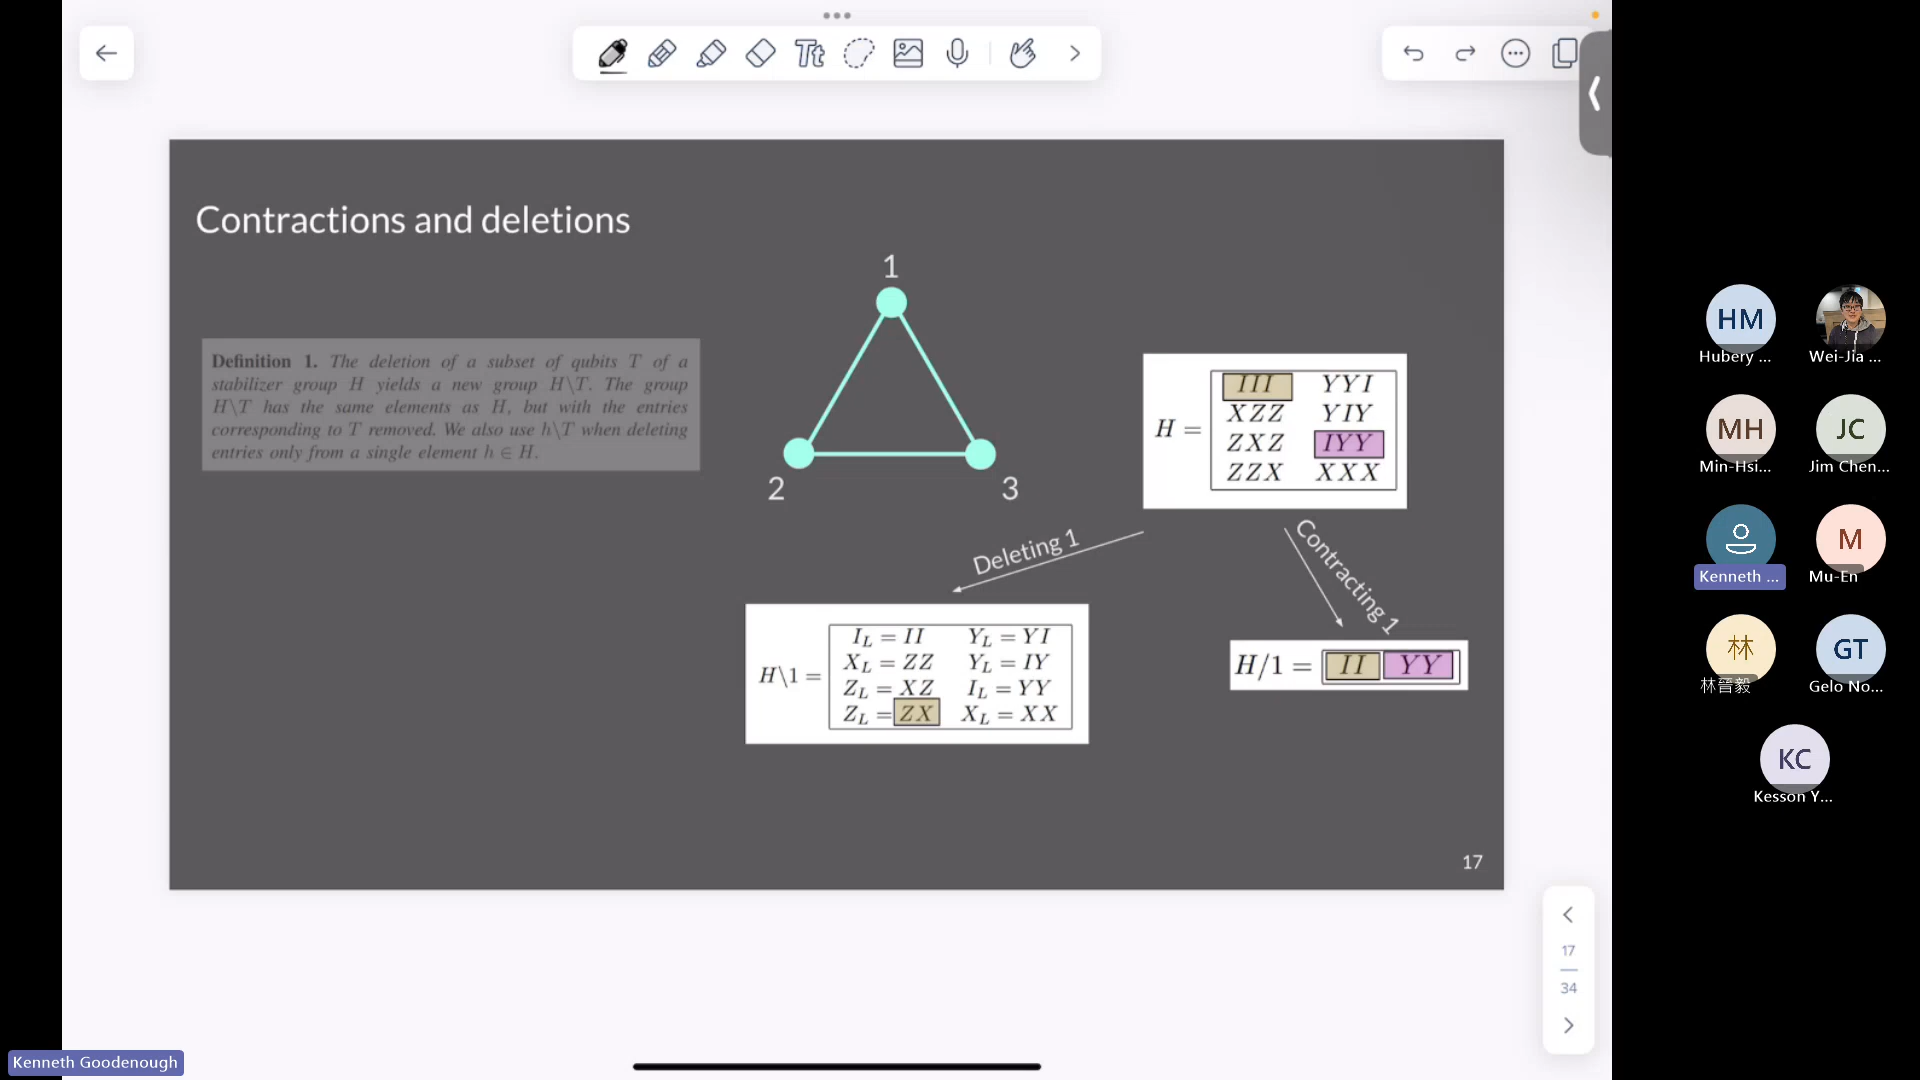 Tt
Contractions and deletions
Definition 1. The deletion of a subset of qubits T of a
stabilizer group H yields a new group H\T. The group
H\T has the same elements as H, but with the entries
corresponding to T removed. We also use h\T when deleting
entries only from a single element h ∈ H.
1
2
3
H =
III YYI
XZZ YIY
ZXZ IYY
ZZX XXX
Deleting 1
Contracting 1
H\1 =
I_L = II Y_L = YI
X_L = ZZ Y_L = IY
Z_L = XZ I_L = YY
Z_L = ZX X_L = XX
H/1 = II YY
17
17
34
HM
Hubery ...
Wei-Jia ...
MH
Min-Hsi...
JC
Jim Chen...
Kenneth ...
M
Mu-En
林
林晉毅
GT
Gelo No...
KC
Kesson Y...
Kenneth Goodenough